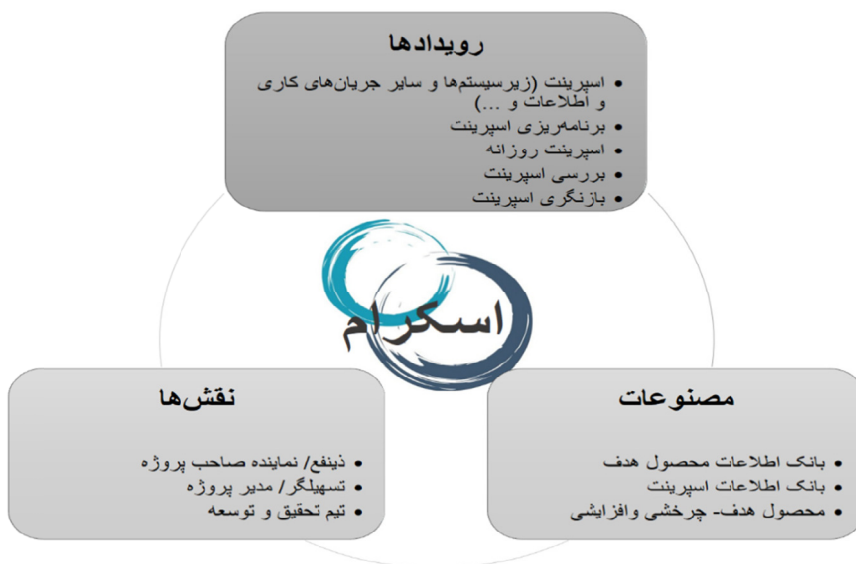 رویدادها
• اسپرینت (زیرسیستم‌ها و سایر جریان‌های کاری
و اطلاعات و ...)
• برنامه‌ریزی اسپرینت
• اسپرینت روزانه
• بررسی اسپرینت
• بازنگری اسپرینت
اسکرام
مصنوعات
• بانک اطلاعات محصول هدف
• بانک اطلاعات اسپرینت
• محصول هدف- چرخشی وافزایشی
نقش‌ها
• ذینفع/ نماینده صاحب پروژه
• تسهیلگر/ مدیر پروژه
• تیم تحقیق و توسعه